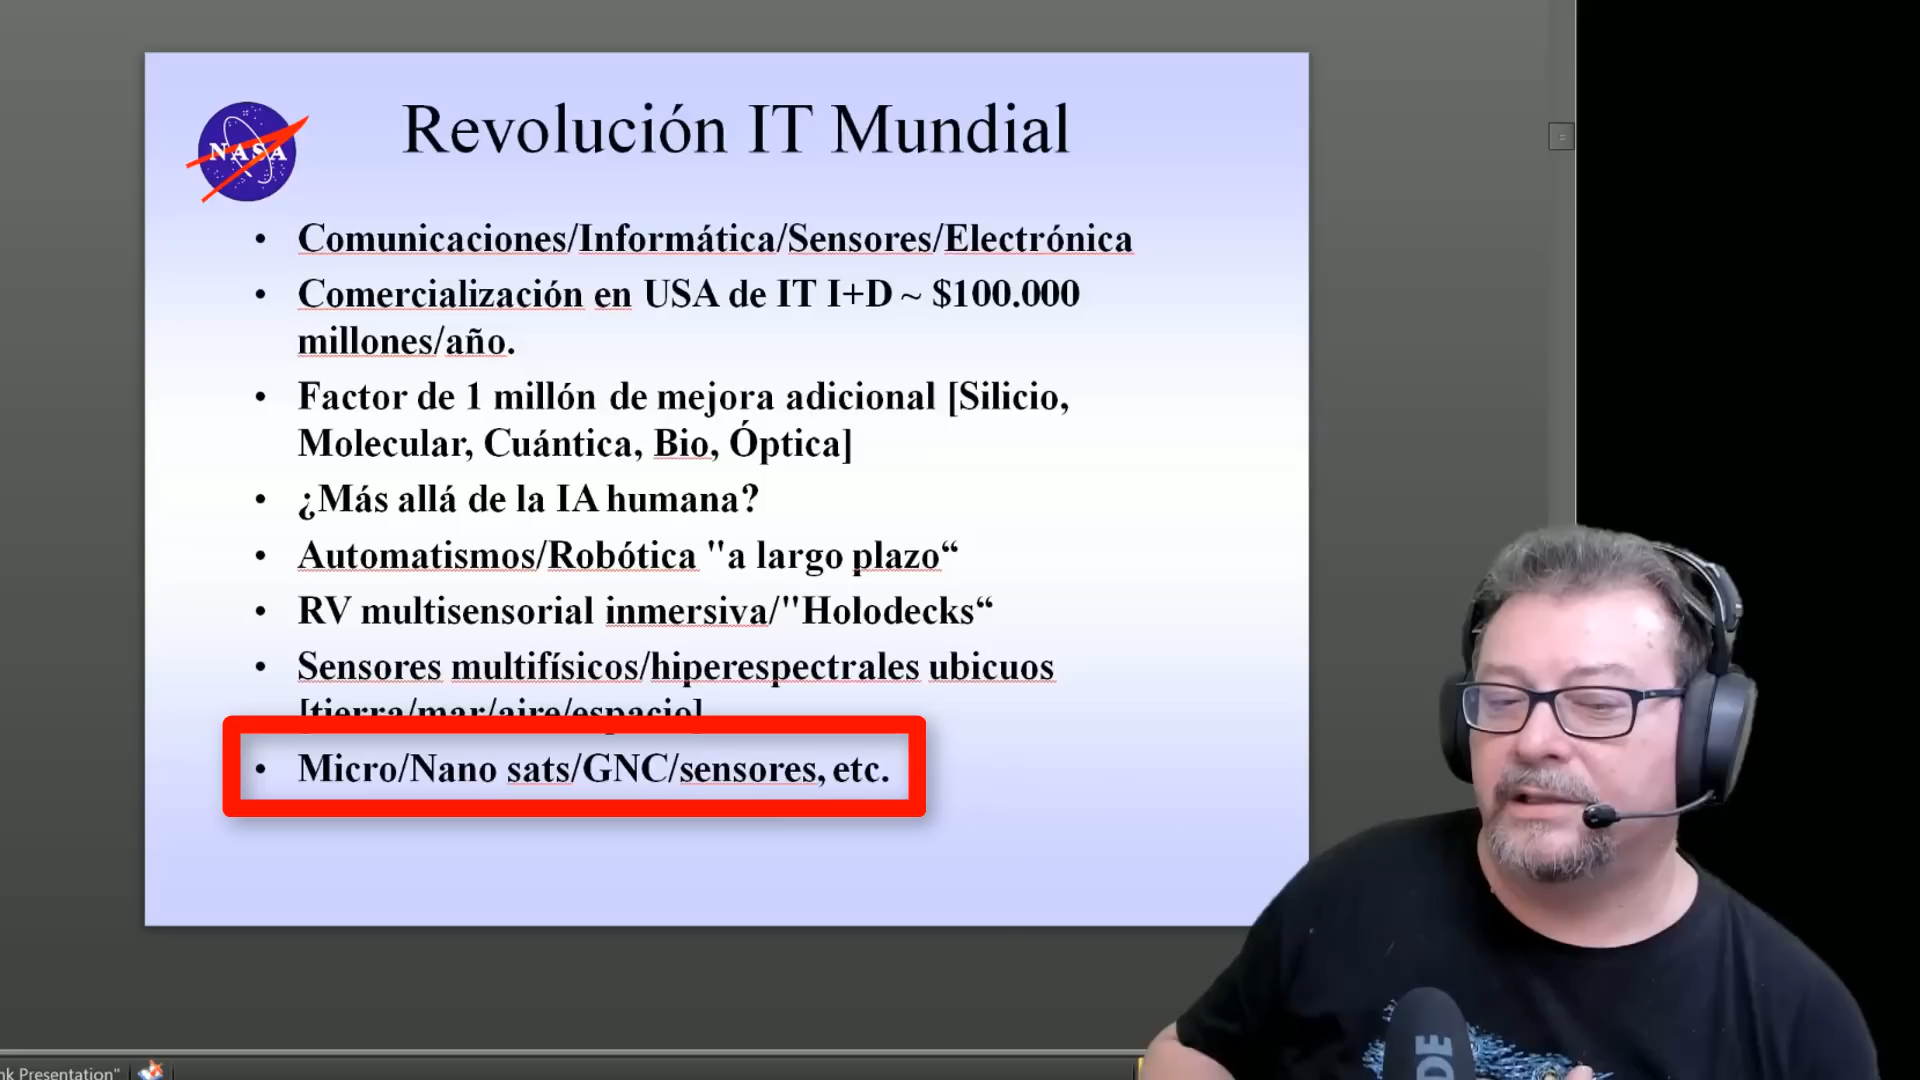 NASA
Revolución IT Mundial
• Comunicaciones/Informática/Sensores/Electrónica
• Comercialización en USA de IT I+D ~ $100.000
millones/año.
• Factor de 1 millón de mejora adicional [Silicio,
Molecular, Cuántica, Bio, Óptica]
• ¿Más allá de la IA humana?
• Automatismos/Robótica "a largo plazo“
• RV multisensorial inmersiva/"Holodecks“
• Sensores multifísicos/hiperespectrales ubicuos
[tierra/mar/aire/espacio]
• Micro/Nano sats/GNC/sensores, etc.
nk Presentation"
DE